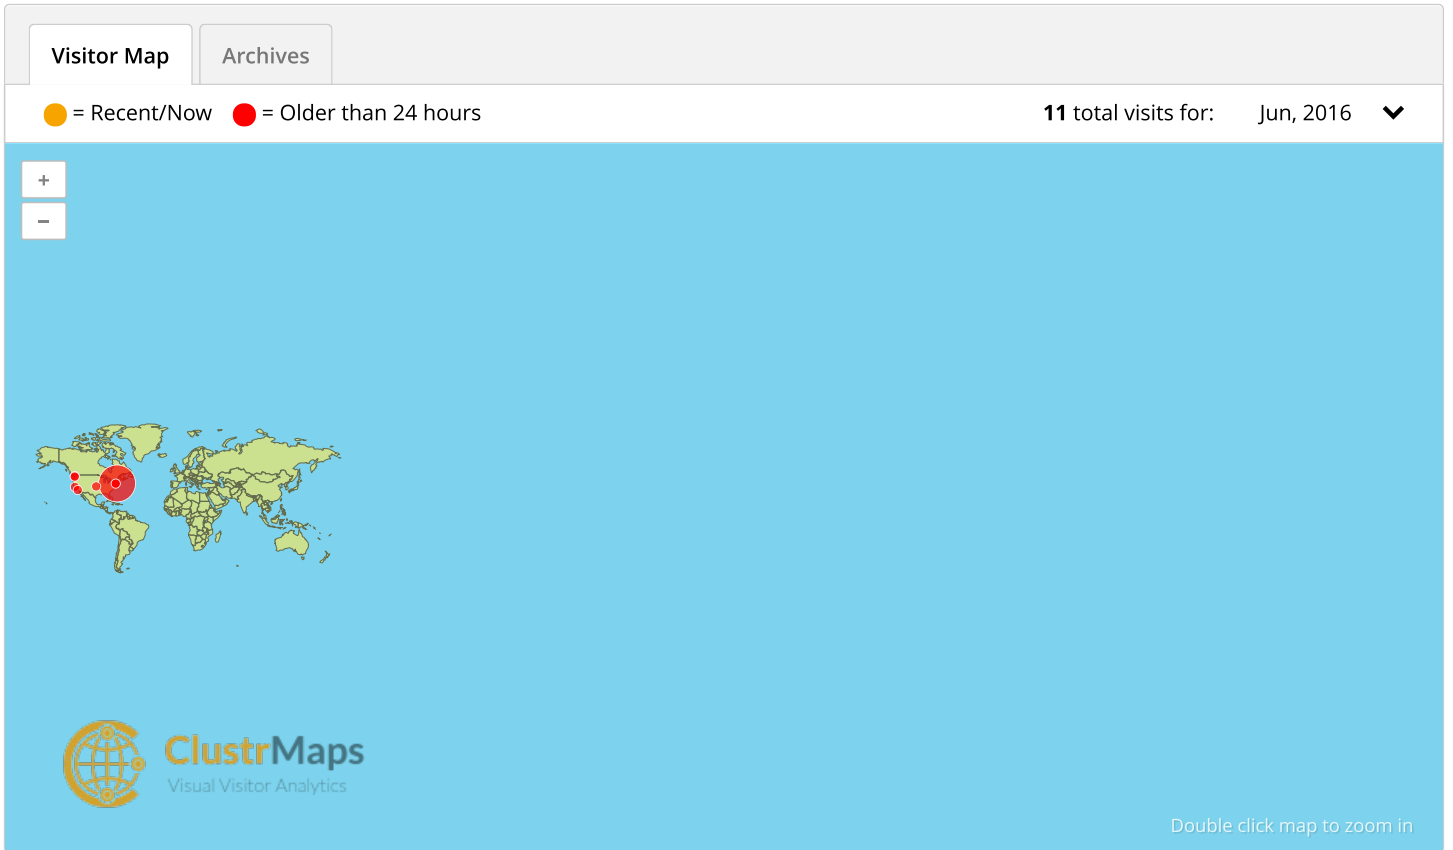 Visitor Map
Archives
= Recent/Now
= Older than 24 hours
11 total visits for:
Jun, 2016
+
−
ClustrMaps
Visual Visitor Analytics
Double click map to zoom in